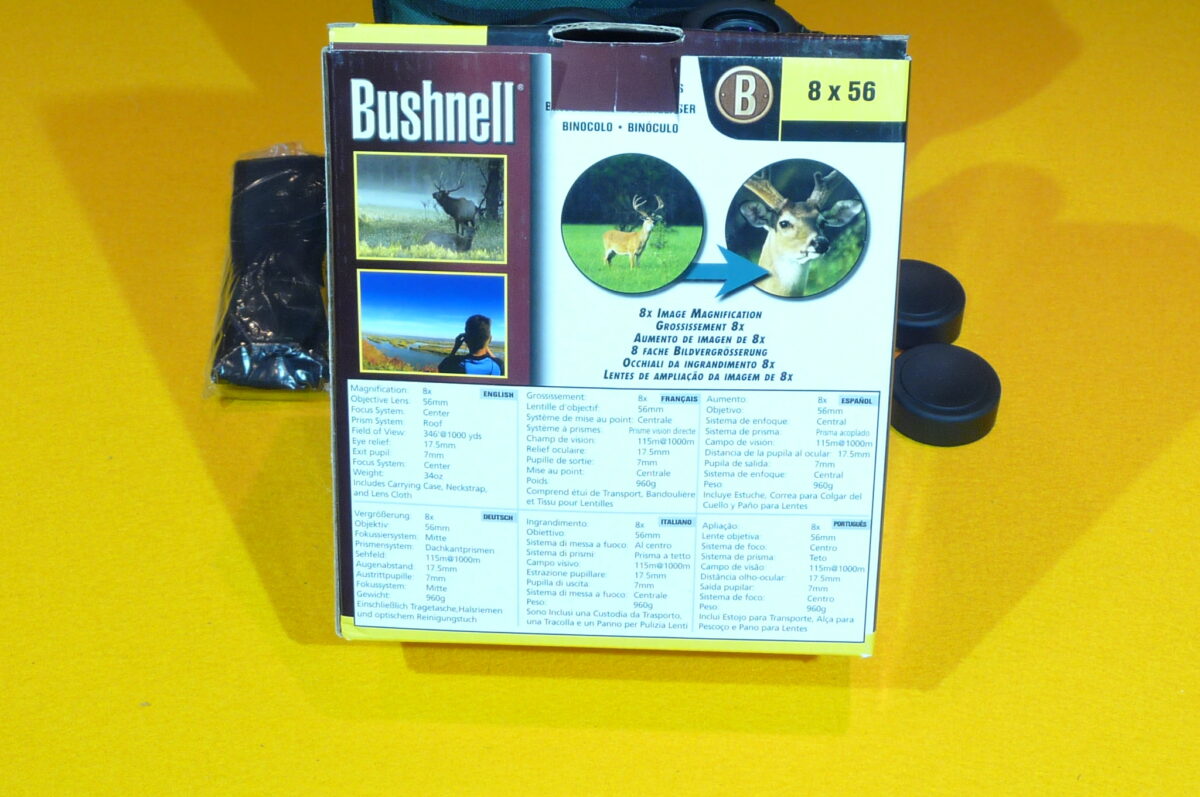 Bushnell®
B
8 x 56
SER
BINOCOLO • BINÓCULO
8x Image Magnification
Grossissement 8x
Aumento de imagen de 8x
8 fache Bildvergrösserung
Occhiali da ingrandimento 8x
Lentes de ampliação da imagem de 8x
ENGLISH
Magnification: 8x
Objective Lens: 56mm
Focus System: Center
Prism System: Roof
Field of View: 346'@1000 yds
Eye relief: 17.5mm
Exit pupil: 7mm
Focus System: Center
Weight: 34oz
Includes Carrying Case, Neckstrap,
and Lens Cloth
FRANÇAIS
Grossissement: 8x
Lentille d'objectif: 56mm
Système de mise au point: Centrale
Système à prismes: Prisme vision directe
Champ de vision: 115m@1000m
Relief oculaire: 17.5mm
Pupille de sortie: 7mm
Mise au point: Centrale
Poids: 960g
Comprend étui de Transport, Bandoulière
et Tissu pour Lentilles
ESPAÑOL
Aumento: 8x
Objetivo: 56mm
Sistema de enfoque: Central
Sistema de prisma: Prisma acoplado
Campo de visión: 115m@1000m
Distancia de la pupila al ocular: 17.5mm
Pupila de salida: 7mm
Sistema de enfoque: Central
Peso: 960g
Incluye Estuche, Correa para Colgar del
Cuello y Paño para Lentes
DEUTSCH
Vergrößerung: 8x
Objektiv: 56mm
Fokussiersystem: Mitte
Prismensystem: Dachkantprismen
Sehfeld: 115m@1000m
Augenabstand: 17.5mm
Austrittpupille: 7mm
Fokussystem: Mitte
Gewicht: 960g
Einschließlich Tragetasche,Halsriemen
und optischem Reinigungstuch
ITALIANO
Ingrandimento: 8x
Obiettivo: 56mm
Sistema di messa a fuoco: Al centro
Sistema di prismi: Prisma a tetto
Campo visivo: 115m@1000m
Estrazione pupillare: 17.5mm
Pupilla di uscita: 7mm
Sistema di messa a fuoco: Centrale
Peso: 960g
Sono Inclusi una Custodia da Trasporto,
una Tracolla e un Panno per Pulizia Lenti
PORTUGUÊS
Apliação: 8x
Lente objetiva: 56mm
Sistema de foco: Centro
Sistema de prisma: Teto
Campo de visão: 115m@1000m
Distância olho-ocular: 17.5mm
Saída pupilar: 7mm
Sistema de foco: Centro
Peso: 960g
Inclui Estojo para Transporte, Alça para
Pescoço e Pano para Lentes